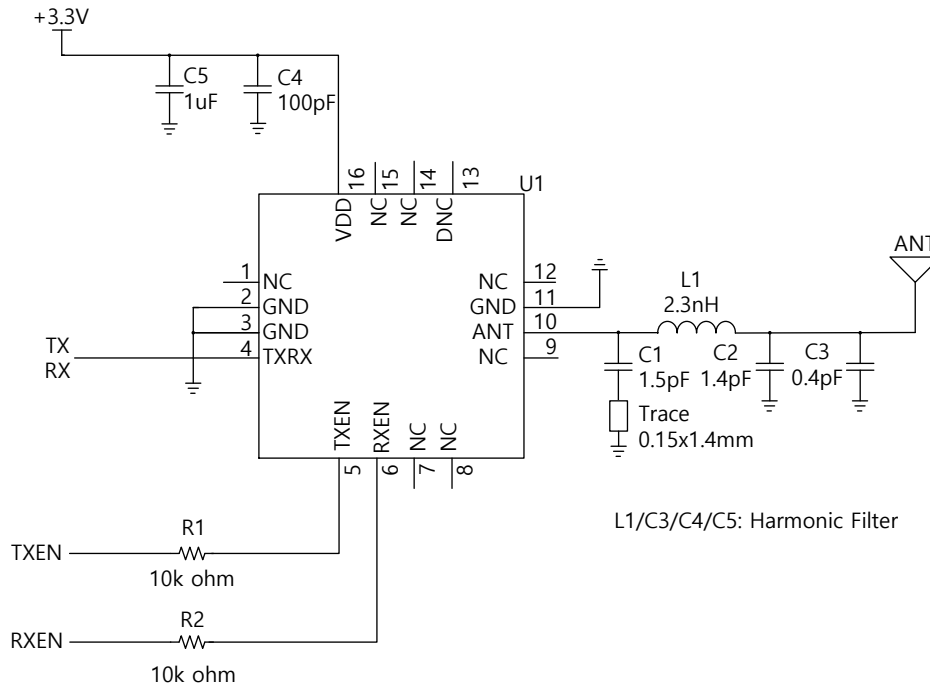 +3.3V
C5
1uF
C4
100pF
U1
16
15
14
13
VDD
NC
NC
DNC
1
NC
2
GND
3
GND
4
TXRX
TX
RX
NC
12
GND
11
ANT
10
NC
9
TXEN
RXEN
NC
NC
5
6
7
8
ANT
L1
2.3nH
C1
1.5pF
C2
1.4pF
C3
0.4pF
Trace
0.15x1.4mm
L1/C3/C4/C5: Harmonic Filter
R1
TXEN
10k ohm
R2
RXEN
10k ohm